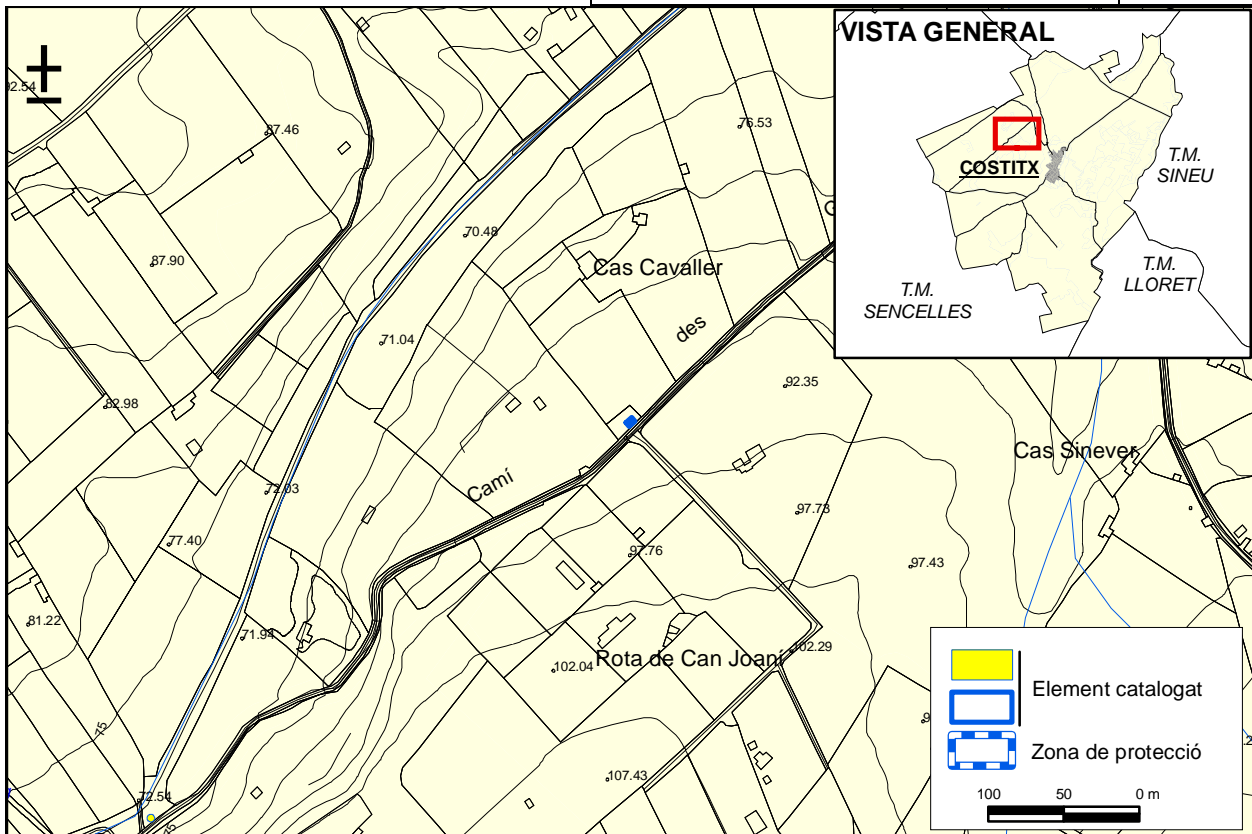 VISTA GENERAL
COSTITX
T.M.
SINEU
T.M.
LLORET
T.M.
SENCELLES
87.46
76.53
87.90
70.48
Cas Cavaller
des
71.04
92.35
82.98
Cas Sinever
Camí
72.03
97.73
77.40
97.76
97.43
81.22
71.94
Rota de Can Joaní
102.29
102.04
75
107.43
72.54
75
Element catalogat
Zona de protecció
100 50 0 m